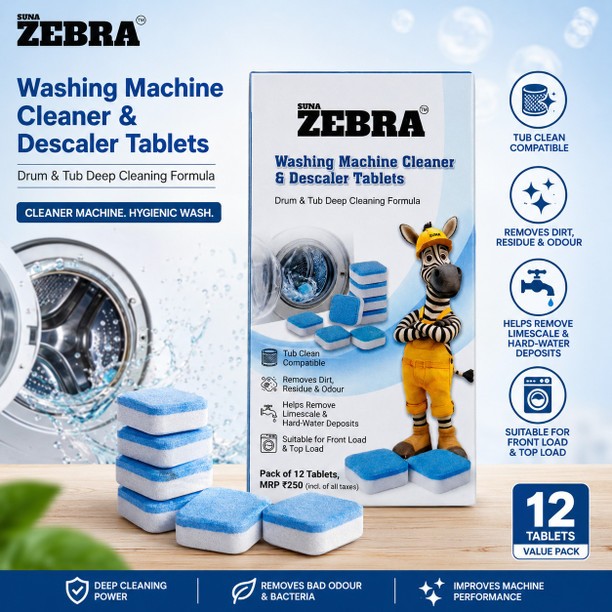 SUNA
ZEBRA™
Washing Machine
Cleaner &
Descaler Tablets
Drum & Tub Deep Cleaning Formula
CLEANER MACHINE. HYGIENIC WASH.
SUNA
ZEBRA™
Washing Machine Cleaner
& Descaler Tablets
Drum & Tub Deep Cleaning Formula
Tub Clean
Compatible
Removes Dirt,
Residue & Odour
Helps Remove
Limescale &
Hard-Water Deposits
Suitable for Front Load
& Top Load
Pack of 12 Tablets,
MRP ₹250 (incl. of all taxes)
TUB CLEAN
COMPATIBLE
REMOVES DIRT,
RESIDUE & ODOUR
HELPS REMOVE
LIMESCALE &
HARD-WATER
DEPOSITS
SUITABLE FOR
FRONT LOAD
& TOP LOAD
12
TABLETS
VALUE PACK
DEEP CLEANING
POWER
REMOVES BAD ODOUR
& BACTERIA
IMPROVES MACHINE
PERFORMANCE